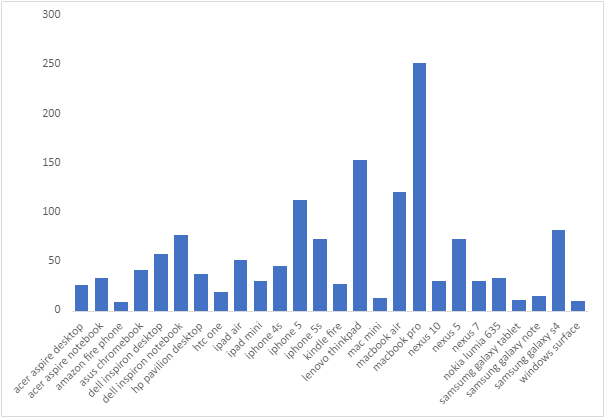 300
250
200
150
100
50
0
acer aspire desktop
acer aspire notebook
amazon fire phone
asus chromebook
dell inspiron desktop
dell inspiron notebook
hp pavilion desktop
htc one
ipad air
ipad mini
iphone 4s
iphone 5
iphone 5s
kindle fire
lenovo thinkpad
mac mini
macbook air
macbook pro
nexus 10
nexus 5
nexus 7
nokia lumia 635
samsumg galaxy tablet
samsung galaxy note
samsung galaxy s4
windows surface